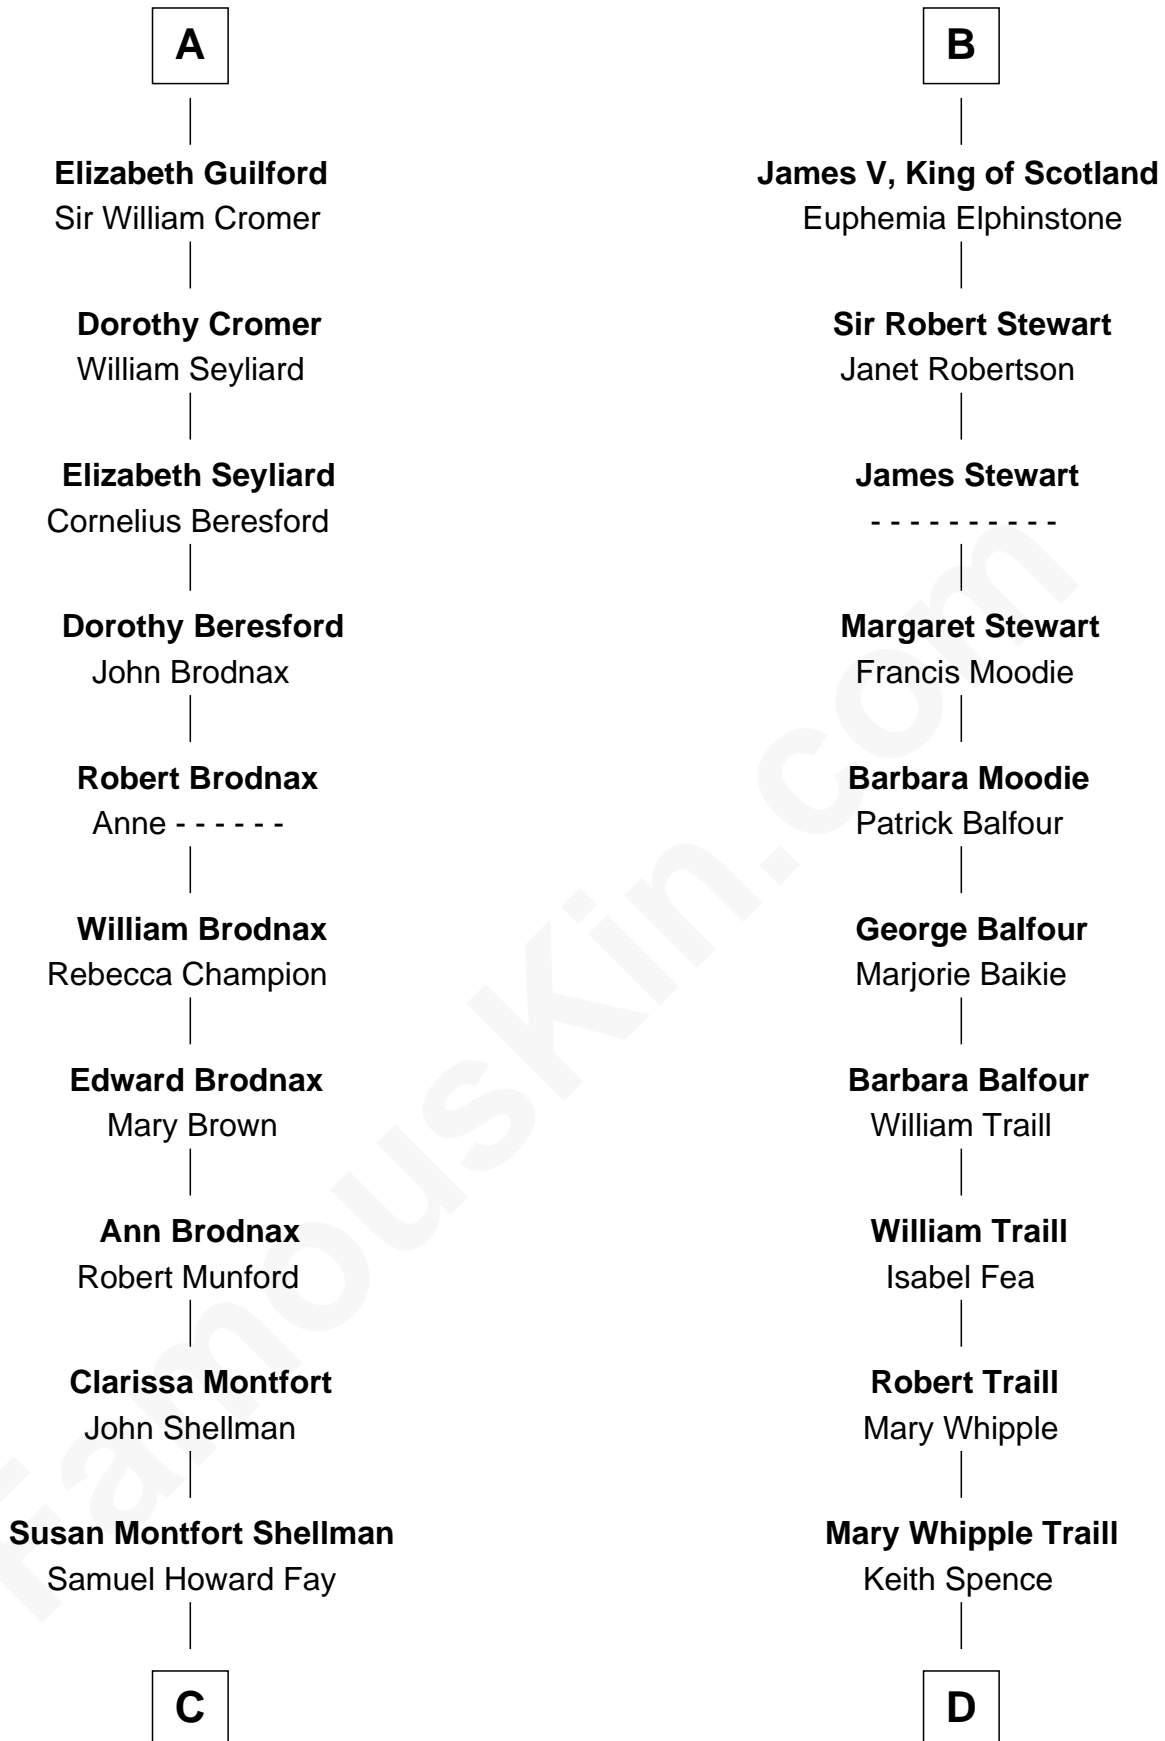 A
Elizabeth Guilford
Sir William Cromer
Dorothy Cromer
William Seyliard
Elizabeth Seyliard
Cornelius Beresford
Dorothy Beresford
John Brodnax
Robert Brodnax
Anne - - - - - -
William Brodnax
Rebecca Champion
Edward Brodnax
Mary Brown
Ann Brodnax
Robert Munford
Clarissa Montfort
John Shellman
Susan Montfort Shellman
Samuel Howard Fay
C
B
James V, King of Scotland
Euphemia Elphinstone
Sir Robert Stewart
Janet Robertson
James Stewart
- - - - - - - - - -
Margaret Stewart
Francis Moodie
Barbara Moodie
Patrick Balfour
George Balfour
Marjorie Baikie
Barbara Balfour
William Traill
William Traill
Isabel Fea
Robert Traill
Mary Whipple
Mary Whipple Traill
Keith Spence
D
FamousKin.com